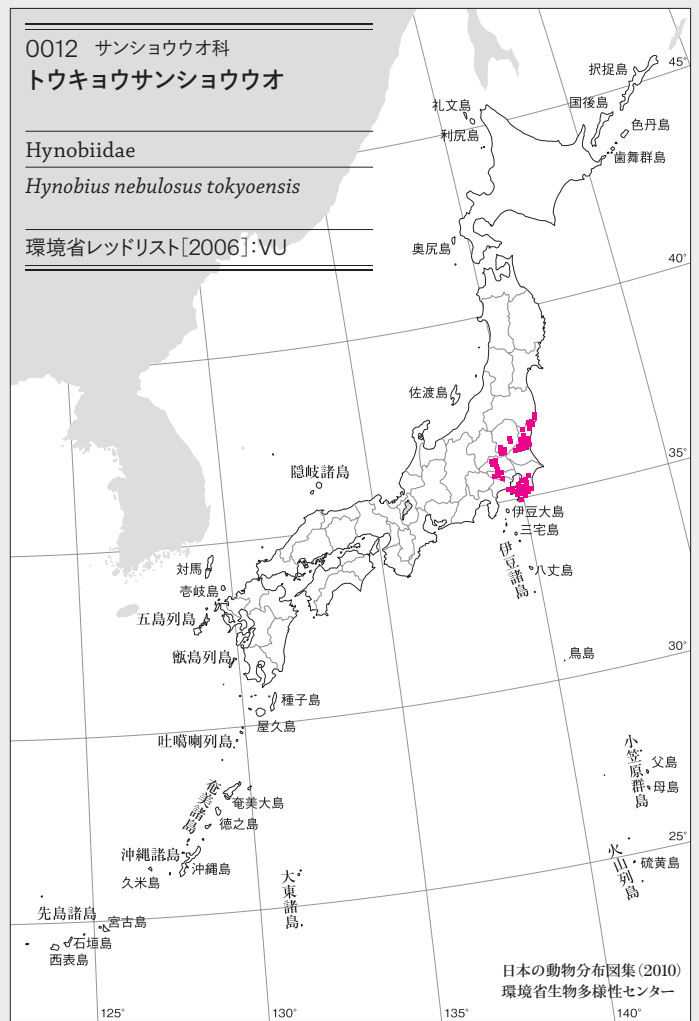 0012 サンショウウオ科
トウキョウサンショウウオ
Hynobiidae
Hynobius nebulosus tokyoensis
環境省レッドリスト[2006]:VU
45°
択捉島
国後島
礼文島
色丹島
利尻島
歯舞群島
奥尻島
40°
佐渡島
35°
隠岐諸島
伊豆大島
三宅島
伊豆諸島
八丈島
対馬
壱岐島
五島列島
甑島列島
鳥島
30°
種子島
屋久島
吐噶喇列島
小笠原群島
父島
母島
奄美諸島
奄美大島
徳之島
25°
沖縄諸島
沖縄島
久米島
火山列島
硫黄島
大東諸島
先島諸島
宮古島
石垣島
西表島
日本の動物分布図集(2010)
環境省生物多様性センター
125°
130°
135°
140°